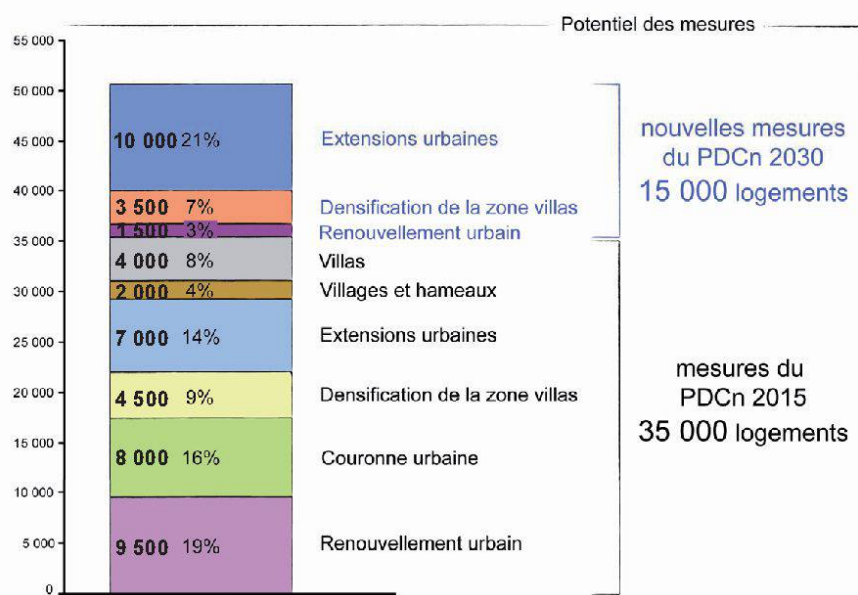 Potentiel des mesures
55 000
50 000
45 000
40 000
35 000
30 000
25 000
20 000
15 000
10 000
5 000
0
10 000 21% Extensions urbaines
3 500 7% Densification de la zone villas
1 500 3% Renouvellement urbain
4 000 8% Villas
2 000 4% Villages et hameaux
7 000 14% Extensions urbaines
4 500 9% Densification de la zone villas
8 000 16% Couronne urbaine
9 500 19% Renouvellement urbain
nouvelles mesures
du PDCn 2030
15 000 logements
mesures du
PDCn 2015
35 000 logements